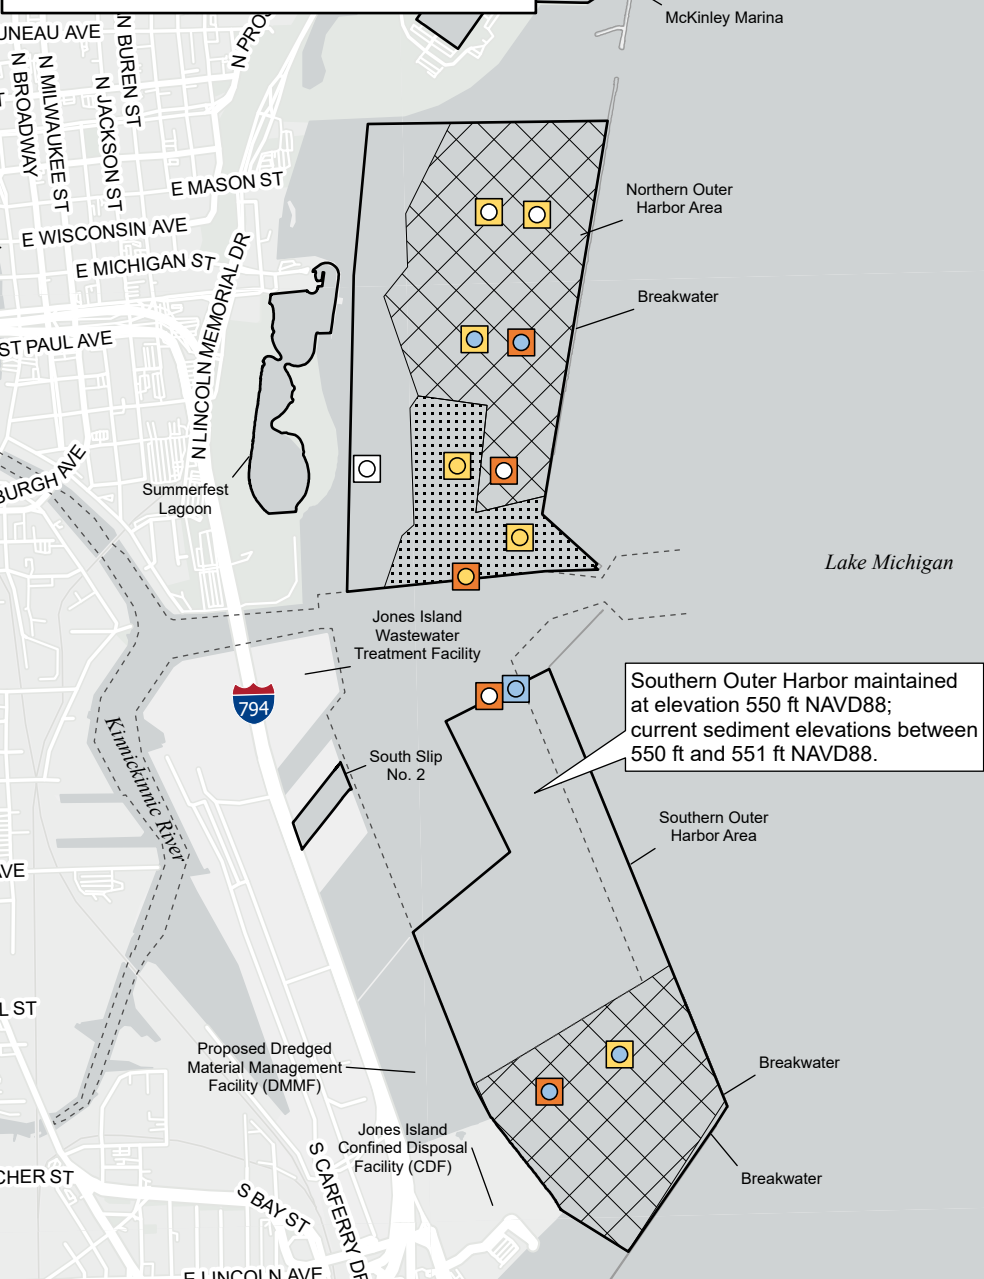 McKinley Marina
UNEAU AVE
N BROADWAY
N MILWAUKEE ST
N JACKSON ST
N BUREN ST
N PROS
E MASON ST
E WISCONSIN AVE
E MICHIGAN ST
ST PAUL AVE
N LINCOLN MEMORIAL DR
Northern Outer
Harbor Area
Breakwater
BURGH AVE
Summerfest
Lagoon
Lake Michigan
Jones Island
Wastewater
Treatment Facility
794
Kinnickinnic River
Southern Outer Harbor maintained
at elevation 550 ft NAVD88;
current sediment elevations between
550 ft and 551 ft NAVD88.
South Slip
No. 2
Southern Outer
Harbor Area
AVE
L ST
Proposed Dredged
Material Management
Facility (DMMF)
Breakwater
Jones Island
Confined Disposal
Facility (CDF)
Breakwater
CHER ST
S BAY ST
S CARFERRY DR
E LINCOLN AVE